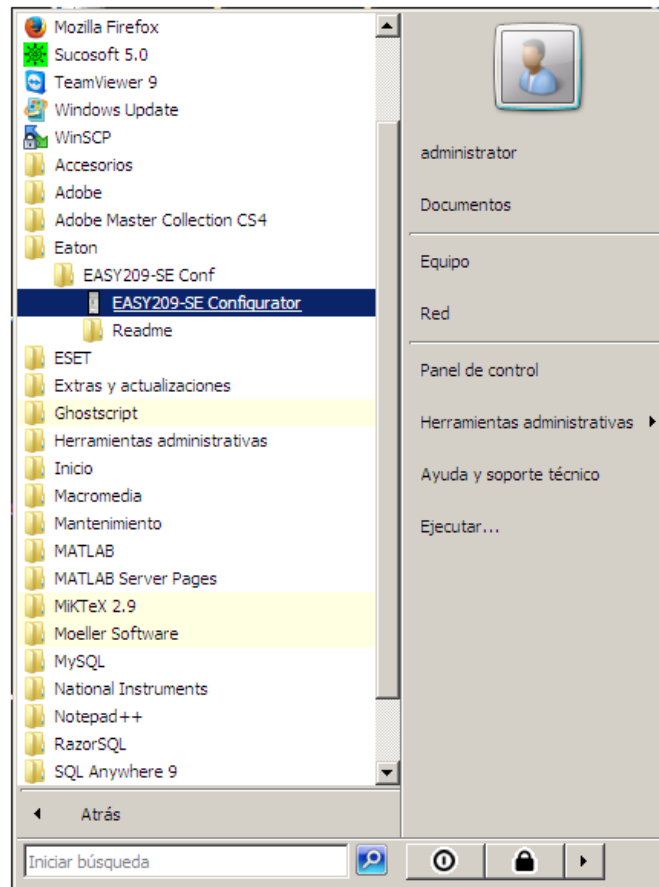 Mozilla Firefox
Sucosoft 5.0
TeamViewer 9
Windows Update
WinSCP
Accesorios
Adobe
Adobe Master Collection CS4
Eaton
EASY209-SE Conf
EASY209-SE Configurator
Readme
ESET
Extras y actualizaciones
Ghostscript
Herramientas administrativas
Inicio
Macromedia
Mantenimiento
MATLAB
MATLAB Server Pages
MiKTeX 2.9
Moeller Software
MySQL
National Instruments
Notepad++
RazorSQL
SQL Anywhere 9
Atrás
Iniciar búsqueda
administrator
Documentos
Equipo
Red
Panel de control
Herramientas administrativas
Ayuda y soporte técnico
Ejecutar...